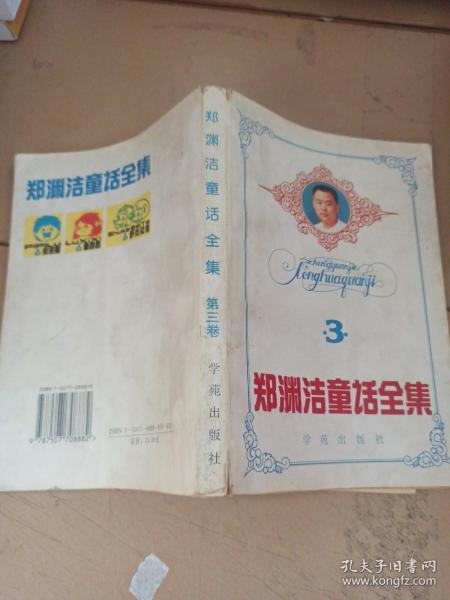 郑渊洁童话全集
郑渊洁童话全集
第三卷
学苑出版社
zhengyuanjie
tonghuaquanji
·3·
郑渊洁童话全集
学苑出版社
孔夫子旧书网
www.kongfz.com